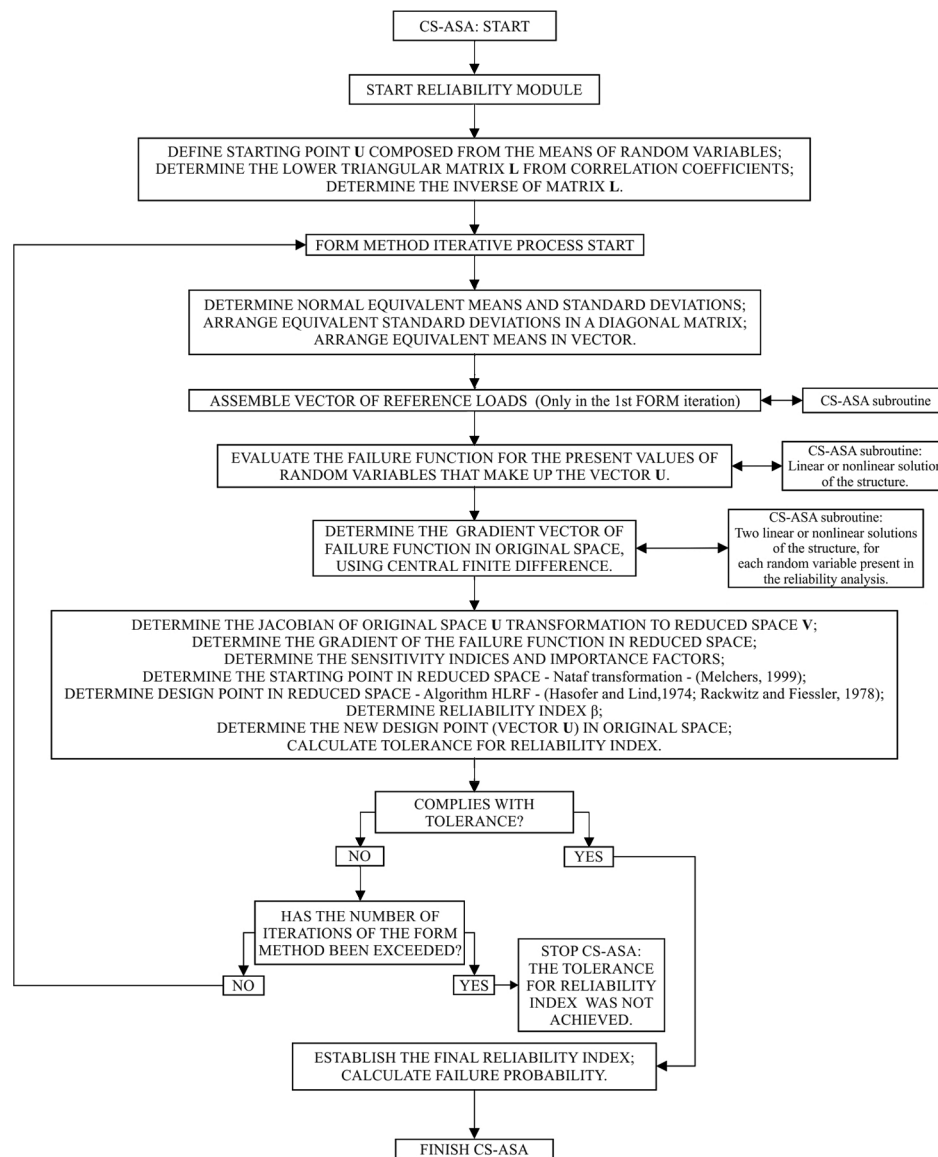 CS-ASA: START
START RELIABILITY MODULE
DEFINE STARTING POINT U COMPOSED FROM THE MEANS OF RANDOM VARIABLES;
DETERMINE THE LOWER TRIANGULAR MATRIX L FROM CORRELATION COEFFICIENTS;
DETERMINE THE INVERSE OF MATRIX L.
FORM METHOD ITERATIVE PROCESS START
DETERMINE NORMAL EQUIVALENT MEANS AND STANDARD DEVIATIONS;
ARRANGE EQUIVALENT STANDARD DEVIATIONS IN A DIAGONAL MATRIX;
ARRANGE EQUIVALENT MEANS IN VECTOR.
ASSEMBLE VECTOR OF REFERENCE LOADS (Only in the 1st FORM iteration)
CS-ASA subroutine
EVALUATE THE FAILURE FUNCTION FOR THE PRESENT VALUES OF
RANDOM VARIABLES THAT MAKE UP THE VECTOR U.
CS-ASA subroutine:
Linear or nonlinear solution
of the structure.
DETERMINE THE GRADIENT VECTOR OF
FAILURE FUNCTION IN ORIGINAL SPACE,
USING CENTRAL FINITE DIFFERENCE.
CS-ASA subroutine:
Two linear or nonlinear solutions
of the structure, for
each random variable present in
the reliability analysis.
DETERMINE THE JACOBIAN OF ORIGINAL SPACE U TRANSFORMATION TO REDUCED SPACE V;
DETERMINE THE GRADIENT OF THE FAILURE FUNCTION IN REDUCED SPACE;
DETERMINE THE SENSITIVITY INDICES AND IMPORTANCE FACTORS;
DETERMINE THE STARTING POINT IN REDUCED SPACE - Nataf transformation - (Melchers, 1999);
DETERMINE DESIGN POINT IN REDUCED SPACE - Algorithm HLRF - (Hasofer and Lind,1974; Rackwitz and Fiessler, 1978);
DETERMINE RELIABILITY INDEX β;
DETERMINE THE NEW DESIGN POINT (VECTOR U) IN ORIGINAL SPACE;
CALCULATE TOLERANCE FOR RELIABILITY INDEX.
COMPLIES WITH
TOLERANCE?
NO
YES
HAS THE NUMBER OF
ITERATIONS OF THE FORM
METHOD BEEN EXCEEDED?
NO
YES
STOP CS-ASA:
THE TOLERANCE
FOR RELIABILITY
INDEX WAS NOT
ACHIEVED.
ESTABLISH THE FINAL RELIABILITY INDEX;
CALCULATE FAILURE PROBABILITY.
FINISH CS-ASA